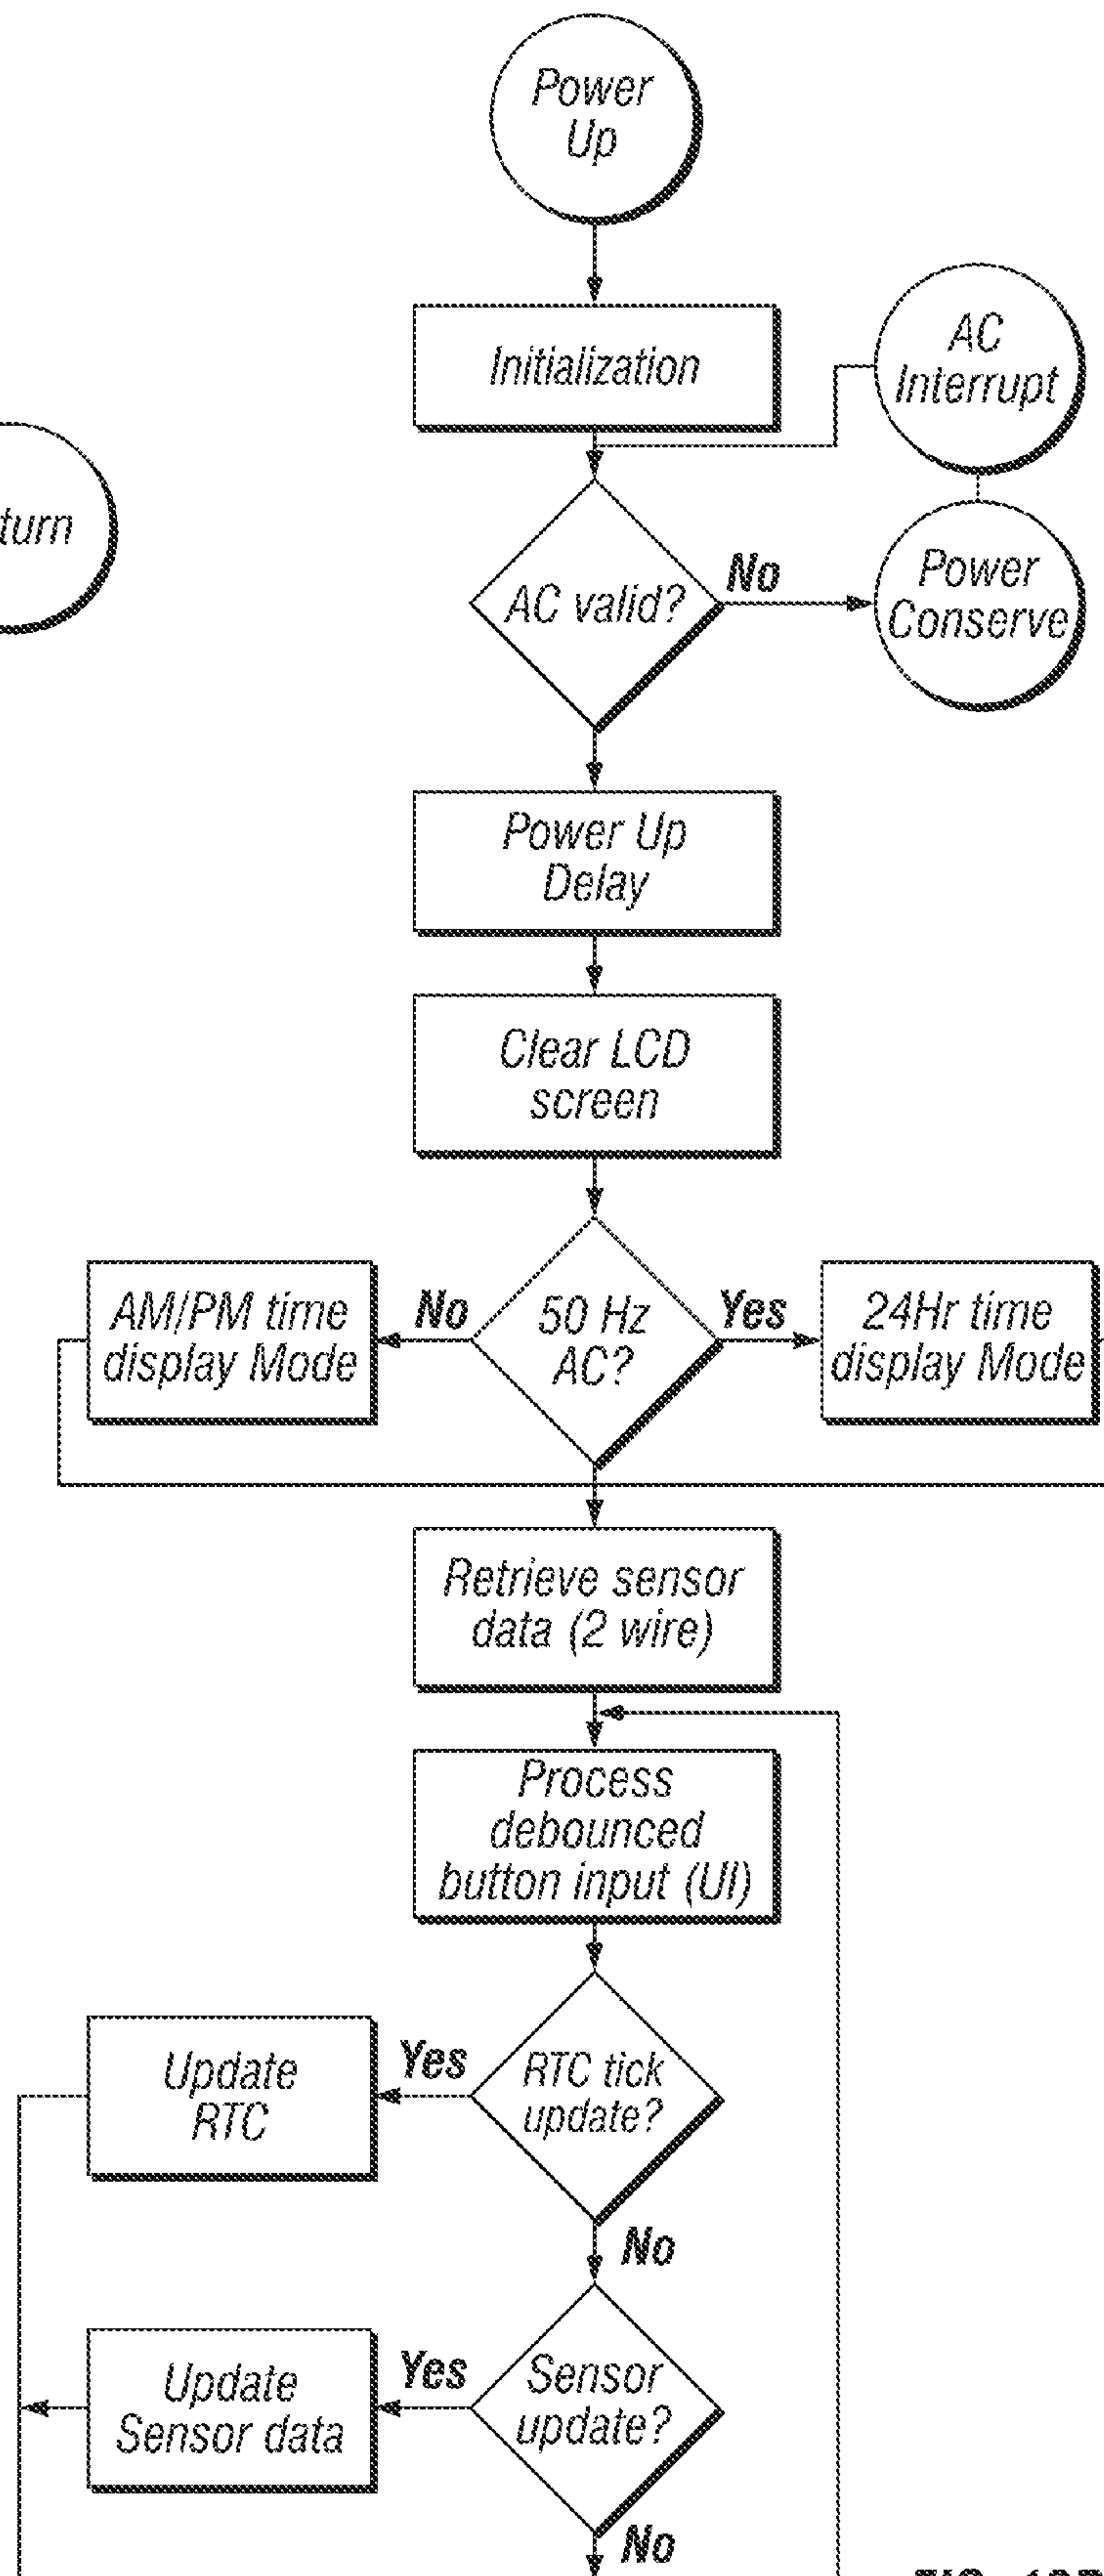 Power
Up
Initialization
AC
Interrupt
turn
AC valid?
No
Power
Conserve
Power Up
Delay
Clear LCD
screen
AM/PM time
display Mode
No
50 Hz
AC?
Yes
24Hr time
display Mode
Retrieve sensor
data (2 wire)
Process
debounced
button input (UI)
Update
RTC
Yes
RTC tick
update?
No
Update
Sensor data
Yes
Sensor
update?
No